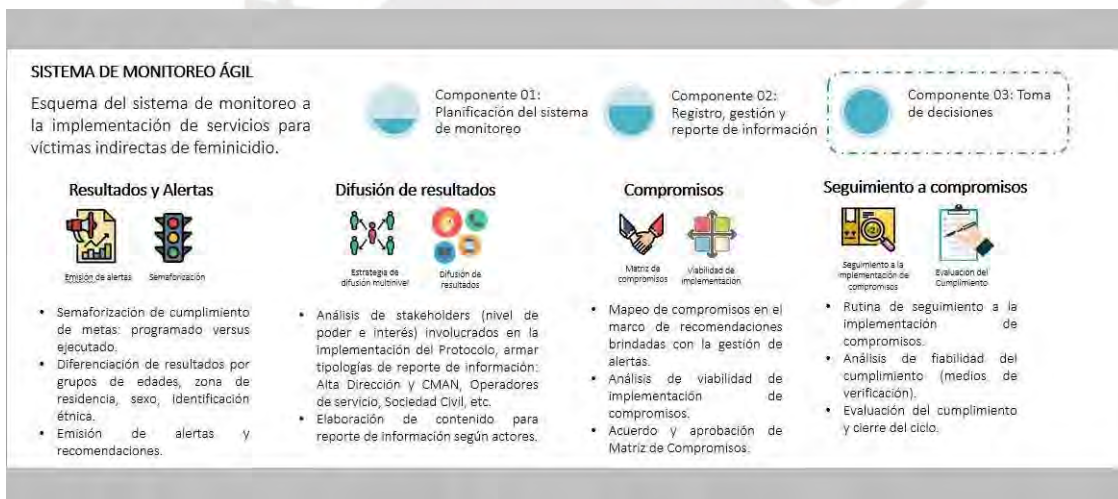 SISTEMA DE MONITOREO ÁGIL
Esquema del sistema de monitoreo a
la implementación de servicios para
víctimas indirectas de feminicidio.
Componente 01:
Planificación del sistema
de monitoreo
Componente 02:
Registro, gestión y
reporte de información
Componente 03: Toma
de decisiones
Resultados y Alertas
Emisión de alertas
Semaforización
• Semaforización de cumplimiento
de metas: programado versus
ejecutado.
• Diferenciación de resultados por
grupos de edades, zona de
residencia, sexo, identificación
étnica.
• Emisión de alertas y
recomendaciones.
Difusión de resultados
Estrategia de
difusión multinivel
Difusión de
resultados
• Análisis de stakeholders (nivel de
poder e interés) involucrados en la
implementación del Protocolo, armar
tipologías de reporte de información:
Alta Dirección y CMAN, Operadores
de servicio, Sociedad Civil, etc.
• Elaboración de contenido para
reporte de información según actores.
Compromisos
Matriz de
compromisos
Viabilidad de
implementación
• Mapeo de compromisos en el
marco de recomendaciones
brindadas con la gestión de
alertas.
• Análisis de viabilidad de
implementación de
compromisos.
• Acuerdo y aprobación de
Matriz de Compromisos.
Seguimiento a compromisos
Seguimiento a la
implementación de
compromisos
Evaluación del
Cumplimiento
• Rutina de seguimiento a la
implementación de
compromisos.
• Análisis de fiabilidad del
cumplimiento (medios de
verificación).
• Evaluación del cumplimiento
y cierre del ciclo.